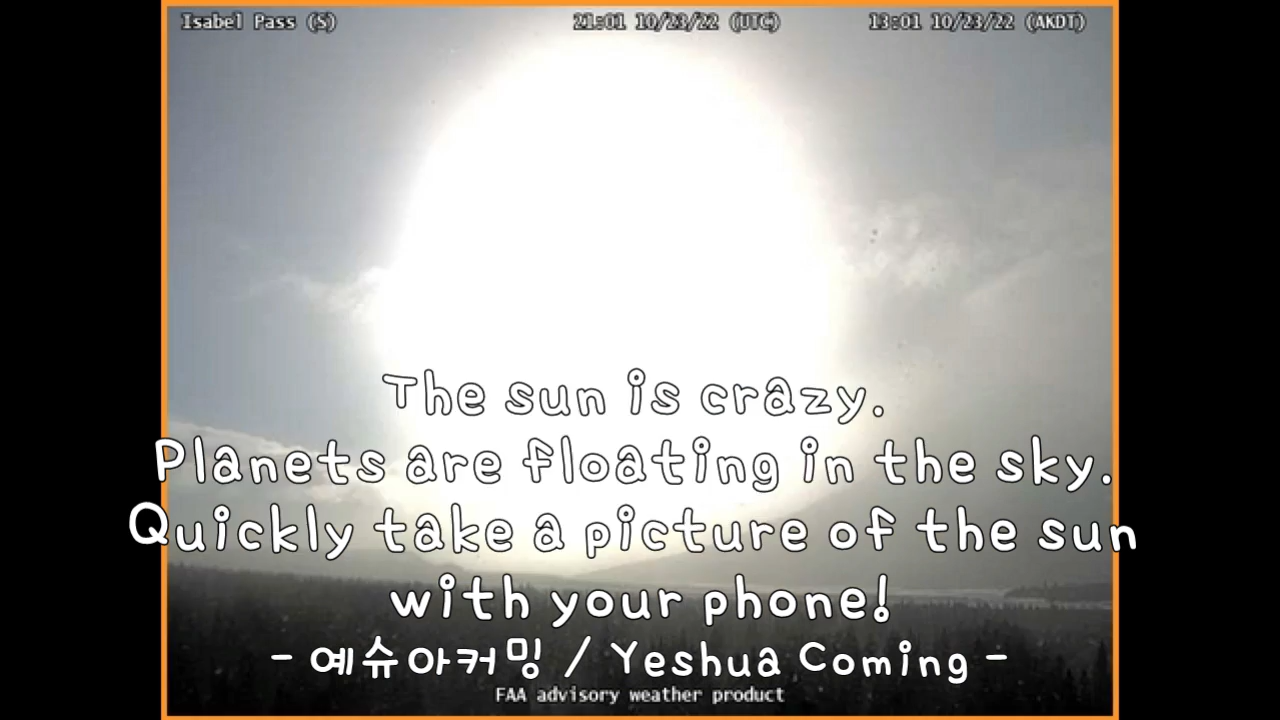 Isabel Pass (S) 21:01 10/23/22 (UTC) 13:01 10/23/22 (AKDT)
The sun is crazy.
Planets are floating in the sky.
Quickly take a picture of the sun
with your phone!
- 예슈아커밍 / Yeshua Coming -
FAA advisory weather product